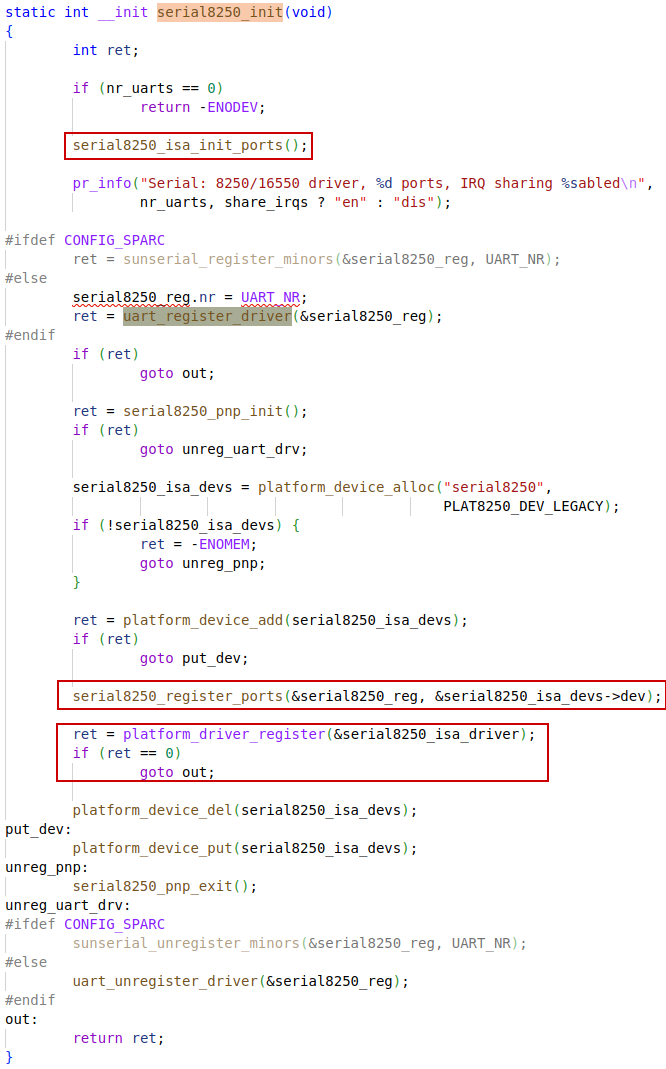 static int __init serial8250_init(void)
{
        int ret;

        if (nr_uarts == 0)
                return -ENODEV;

        serial8250_isa_init_ports();

        pr_info("Serial: 8250/16550 driver, %d ports, IRQ sharing %sabled\n",
                nr_uarts, share_irqs ? "en" : "dis");

#ifdef CONFIG_SPARC
        ret = sunserial_register_minors(&serial8250_reg, UART_NR);
#else
        serial8250_reg.nr = UART_NR;
        ret = uart_register_driver(&serial8250_reg);
#endif
        if (ret)
                goto out;

        ret = serial8250_pnp_init();
        if (ret)
                goto unreg_uart_drv;

        serial8250_isa_devs = platform_device_alloc("serial8250",
                                                    PLAT8250_DEV_LEGACY);
        if (!serial8250_isa_devs) {
                ret = -ENOMEM;
                goto unreg_pnp;
        }

        ret = platform_device_add(serial8250_isa_devs);
        if (ret)
                goto put_dev;

        serial8250_register_ports(&serial8250_reg, &serial8250_isa_devs->dev);

        ret = platform_driver_register(&serial8250_isa_driver);
        if (ret == 0)
                goto out;

        platform_device_del(serial8250_isa_devs);
put_dev:
        platform_device_put(serial8250_isa_devs);
unreg_pnp:
        serial8250_pnp_exit();
unreg_uart_drv:
#ifdef CONFIG_SPARC
        sunserial_unregister_minors(&serial8250_reg, UART_NR);
#else
        uart_unregister_driver(&serial8250_reg);
#endif
out:
        return ret;
}